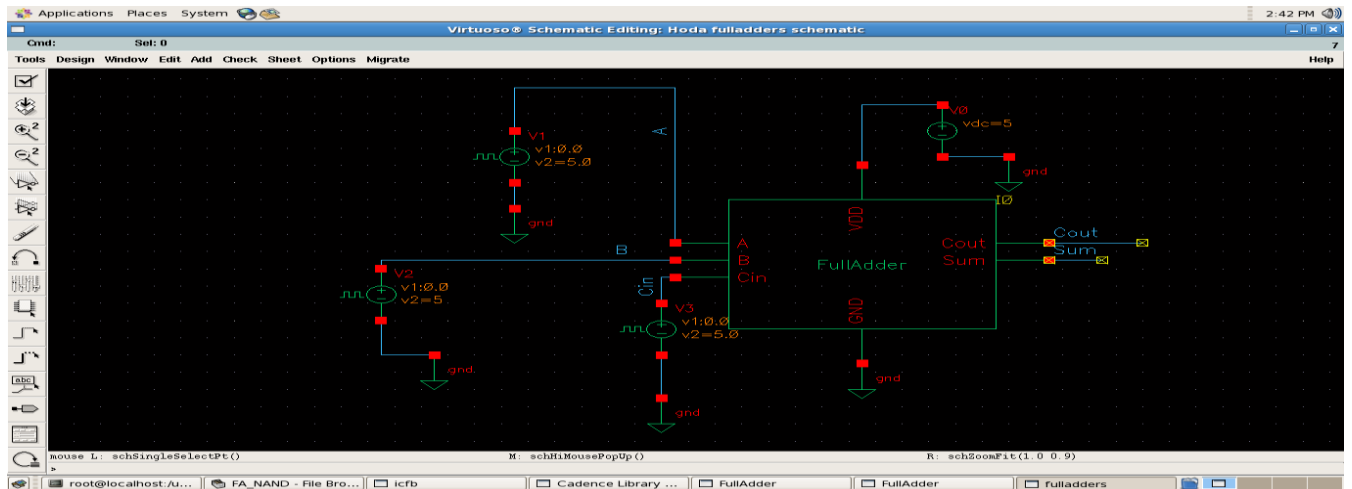 Applications Places System 2:42 PM
Virtuoso® Schematic Editing: Hoda fulladders schematic
Cmd: Sel: 0 7
Tools Design Window Edit Add Check Sheet Options Migrate Help
V0
vdc=5
gnd
V1
v1:0.0
v2=5.0
gnd
A
I0
VDD
A
B
Cin
FullAdder
Cout
Sum
GND
Cout
Sum
B
V2
v1:0.0
v2=5
gnd
Cin
V3
v1:0.0
v2=5.0
gnd
gnd
abc
mouse L: schSingleSelectPt() M: schHiMousePopUp() R: schZoomFit(1.0 0.9)
>
root@localhost:/u... FA_NAND - File Bro... icfb Cadence Library ... FullAdder FullAdder fulladders